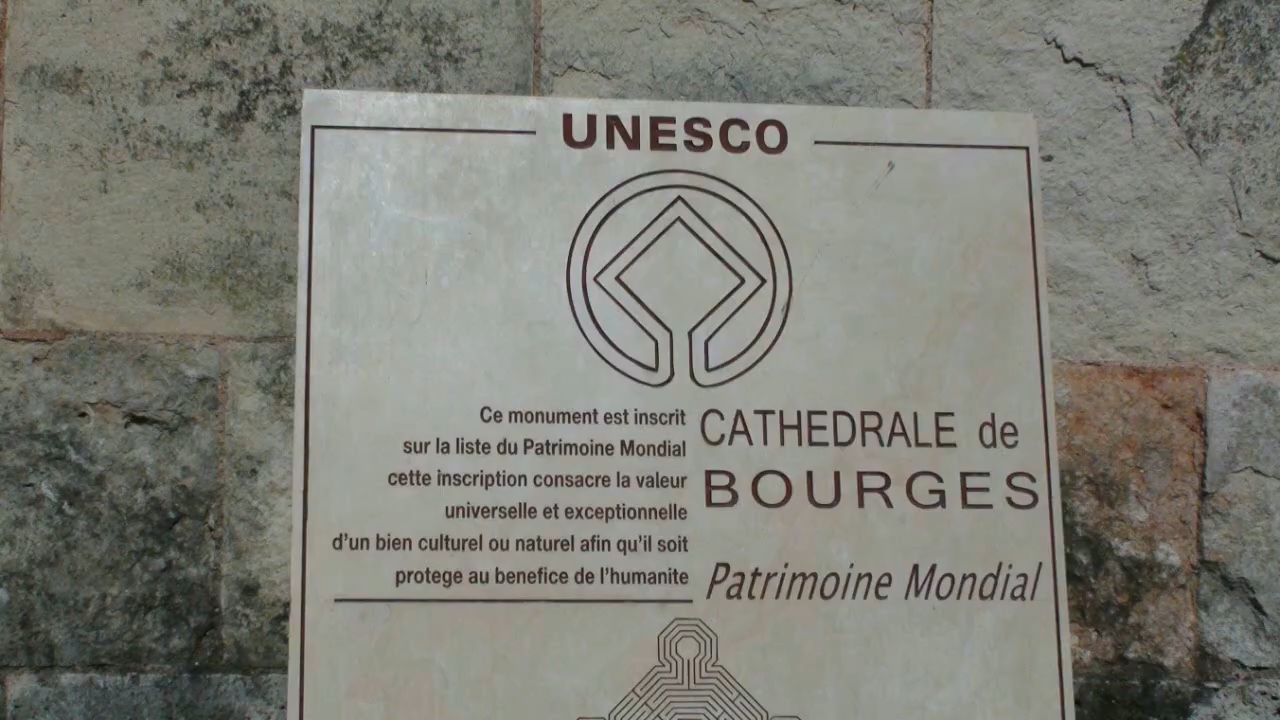 UNESCO
Ce monument est inscrit
sur la liste du Patrimoine Mondial
cette inscription consacre la valeur
universelle et exceptionnelle
d'un bien culturel ou naturel afin qu'il soit
protege au benefice de l'humanite
CATHEDRALE de
BOURGES
Patrimoine Mondial